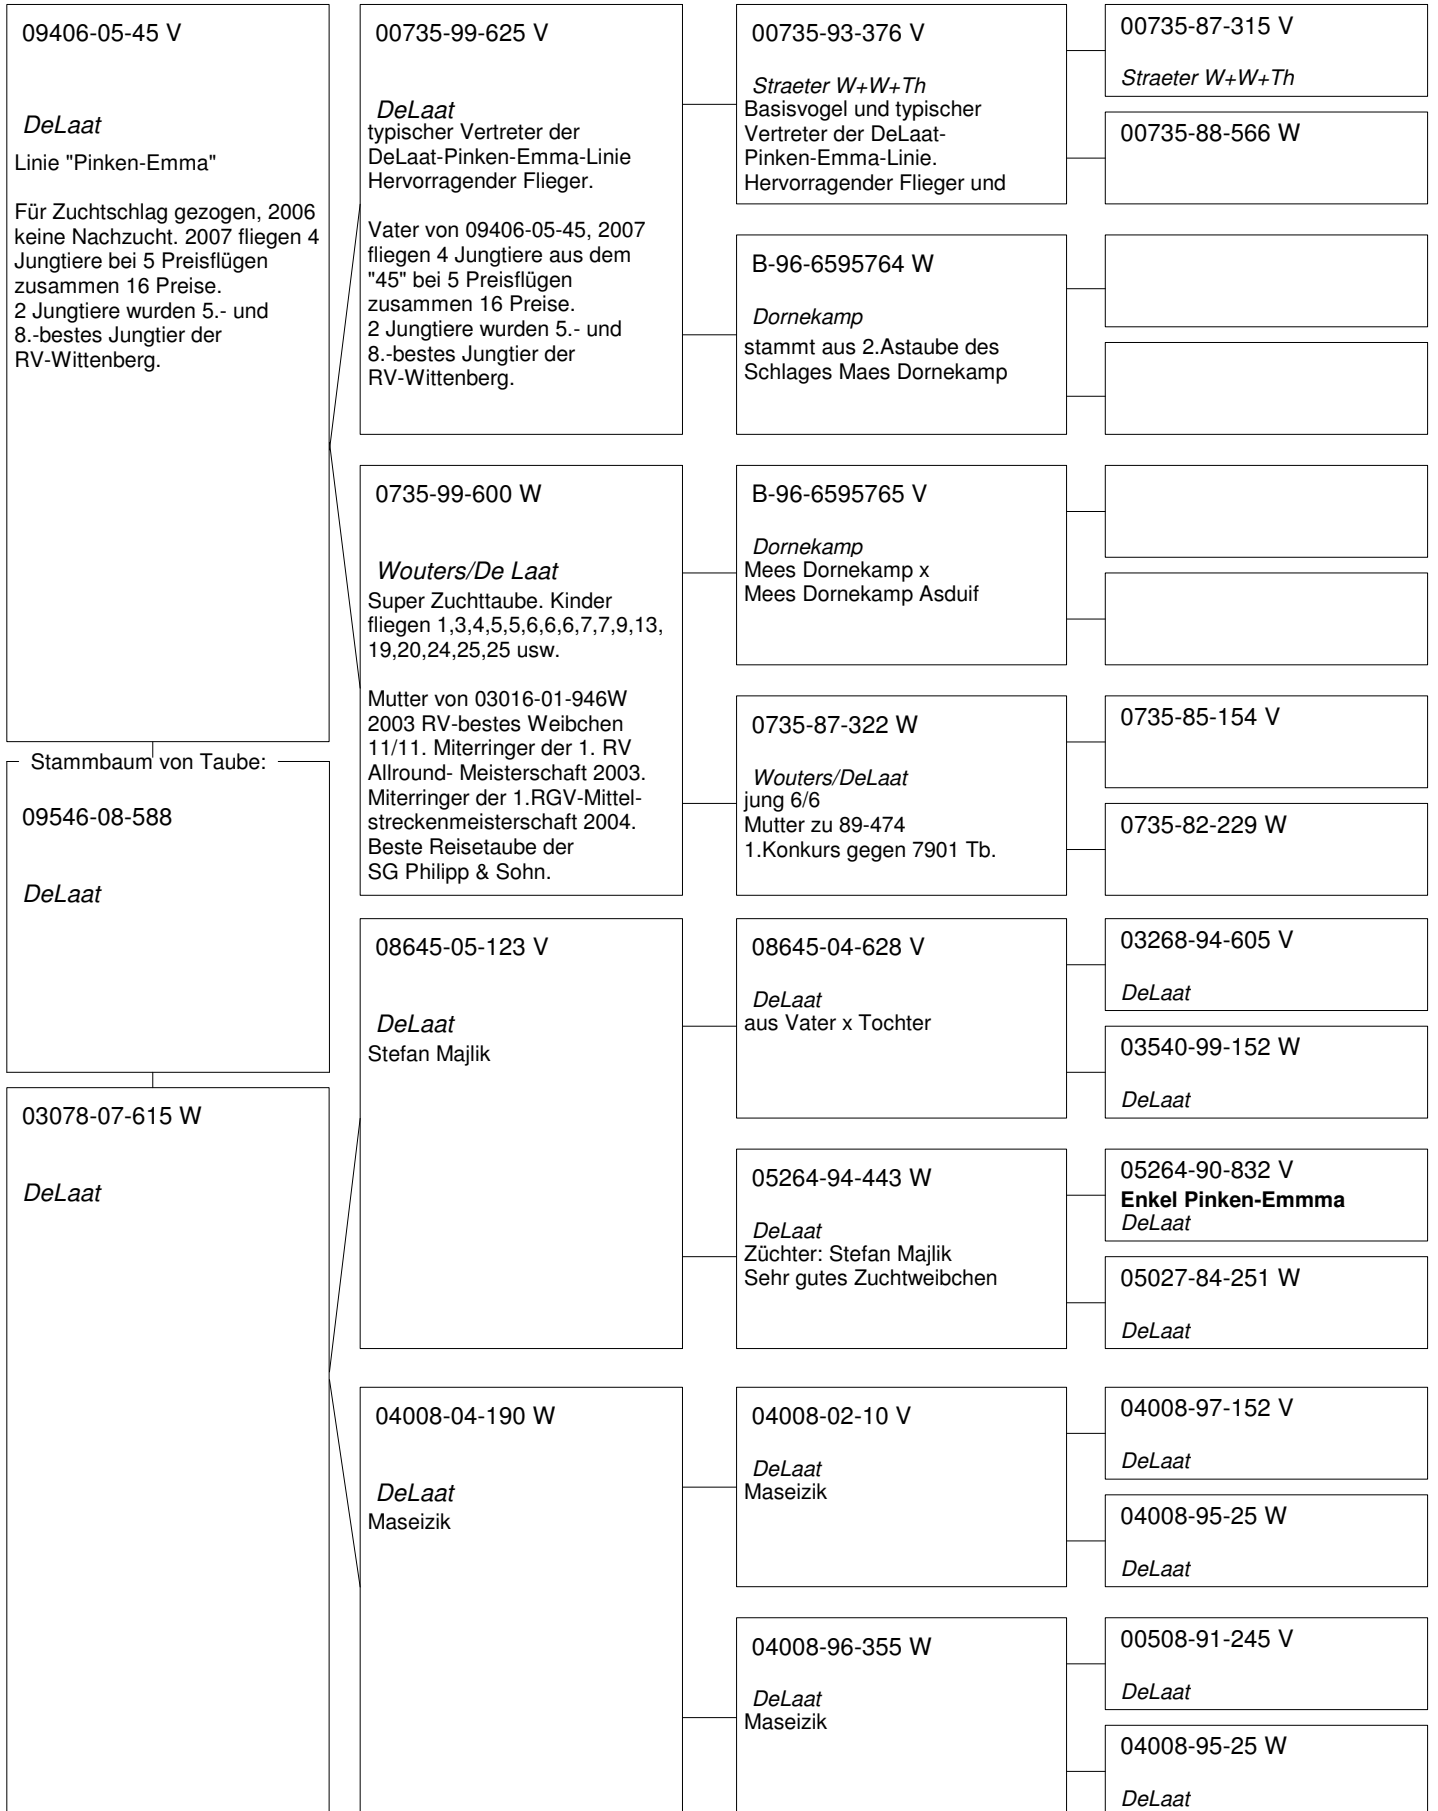 09406-05-45 V
DeLaat
Linie "Pinken-Emma"
Für Zuchtschlag gezogen, 2006
keine Nachzucht. 2007 fliegen 4
Jungtiere bei 5 Preisflügen
zusammen 16 Preise.
2 Jungtiere wurden 5.- und
8.-bestes Jungtier der
RV-Wittenberg.
Stammbaum von Taube:
09546-08-588
DeLaat
03078-07-615 W
DeLaat
00735-99-625 V
DeLaat
typischer Vertreter der
DeLaat-Pinken-Emma-Linie
Hervorragender Flieger.
Vater von 09406-05-45, 2007
fliegen 4 Jungtiere aus dem
"45" bei 5 Preisflügen
zusammen 16 Preise.
2 Jungtiere wurden 5.- und
8.-bestes Jungtier der
RV-Wittenberg.
0735-99-600 W
Wouters/De Laat
Super Zuchttaube. Kinder
fliegen 1,3,4,5,5,6,6,6,7,7,9,13,
19,20,24,25,25 usw.
Mutter von 03016-01-946W
2003 RV-bestes Weibchen
11/11. Miterringer der 1. RV
Allround- Meisterschaft 2003.
Miterringer der 1.RGV-Mittel-
streckenmeisterschaft 2004.
Beste Reisetaube der
SG Philipp & Sohn.
08645-05-123 V
DeLaat
Stefan Majlik
04008-04-190 W
DeLaat
Maseizik
00735-93-376 V
Straeter W+W+Th
Basisvogel und typischer
Vertreter der DeLaat-
Pinken-Emma-Linie.
Hervorragender Flieger und
B-96-6595764 W
Dornekamp
stammt aus 2.Astaube des
Schlages Maes Dornekamp
B-96-6595765 V
Dornekamp
Mees Dornekamp x
Mees Dornekamp Asduif
0735-87-322 W
Wouters/DeLaat
jung 6/6
Mutter zu 89-474
1.Konkurs gegen 7901 Tb.
08645-04-628 V
DeLaat
aus Vater x Tochter
05264-94-443 W
DeLaat
Züchter: Stefan Majlik
Sehr gutes Zuchtweibchen
04008-02-10 V
DeLaat
Maseizik
04008-96-355 W
DeLaat
Maseizik
00735-87-315 V
Straeter W+W+Th
00735-88-566 W
0735-85-154 V
0735-82-229 W
03268-94-605 V
DeLaat
03540-99-152 W
DeLaat
05264-90-832 V
Enkel Pinken-Emmma
DeLaat
05027-84-251 W
DeLaat
04008-97-152 V
DeLaat
04008-95-25 W
DeLaat
00508-91-245 V
DeLaat
04008-95-25 W
DeLaat